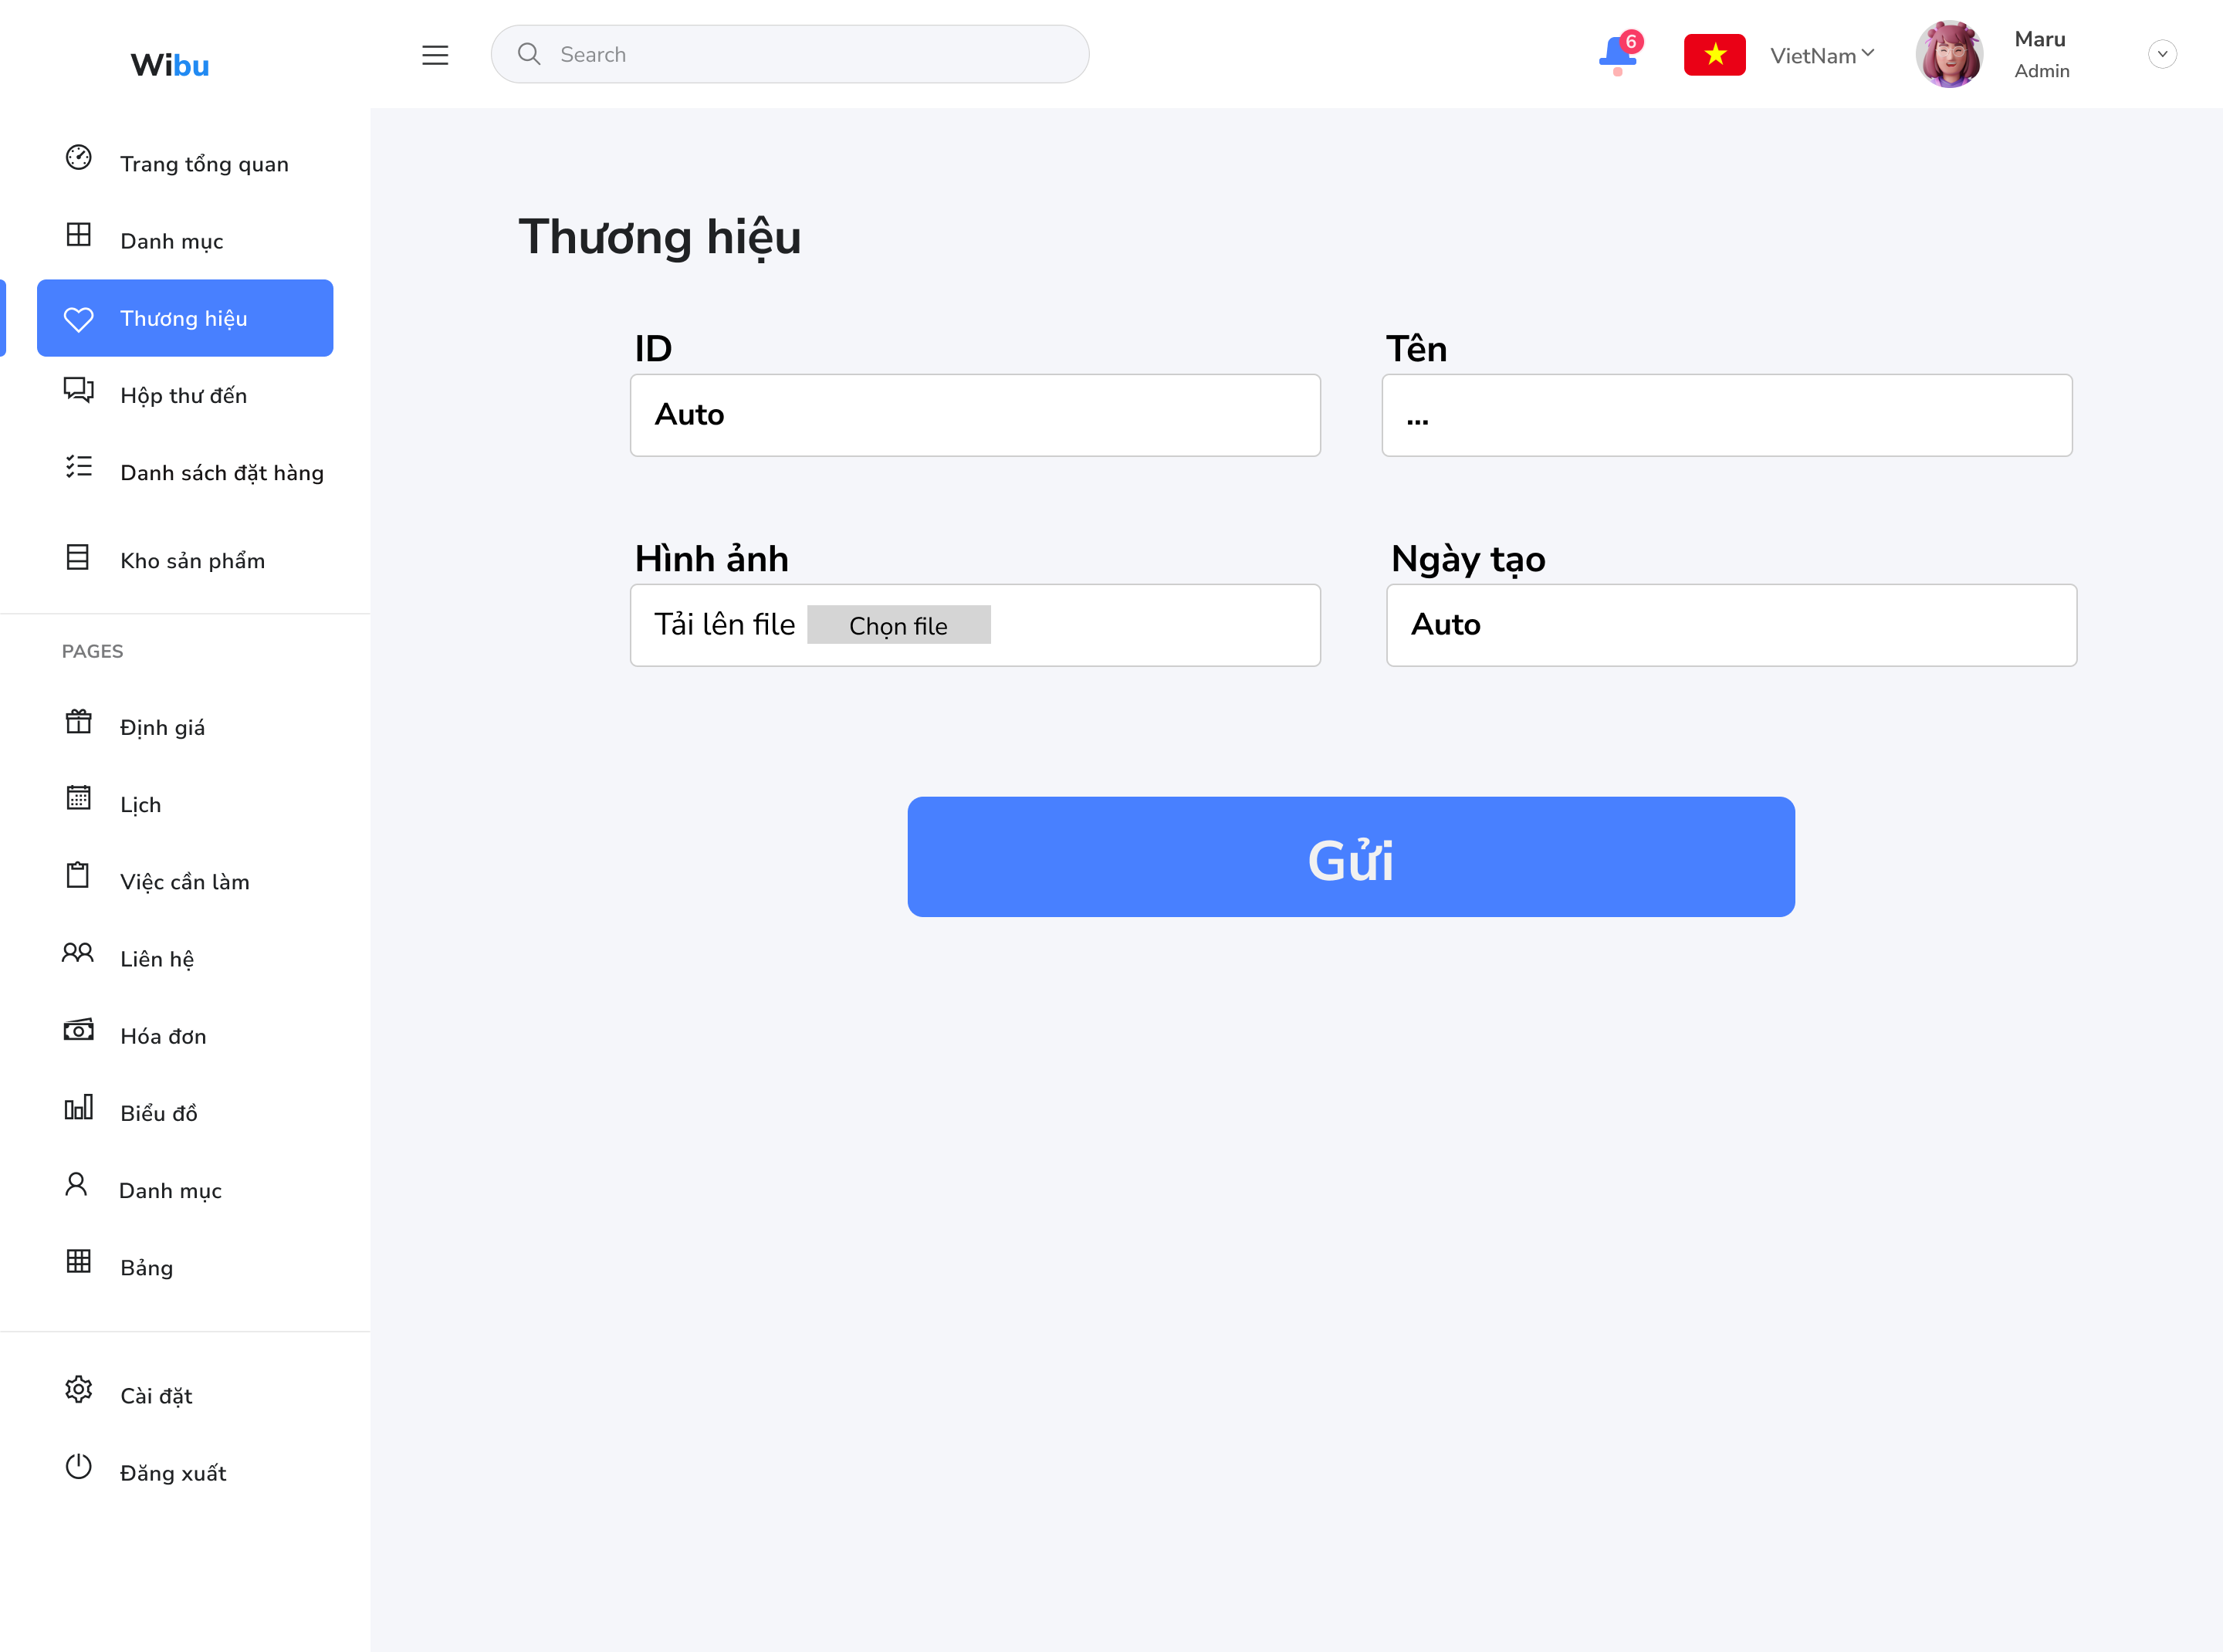 Wibu
Search
6
VietNam
Maru
Admin
Trang tổng quan
Danh mục
Thương hiệu
Hộp thư đến
Danh sách đặt hàng
Kho sản phẩm
PAGES
Định giá
Lịch
Việc cần làm
Liên hệ
Hóa đơn
Biểu đồ
Danh mục
Bảng
Cài đặt
Đăng xuất
Thương hiệu
ID
Auto
Tên
...
Hình ảnh
Tải lên file Chọn file
Ngày tạo
Auto
Gửi